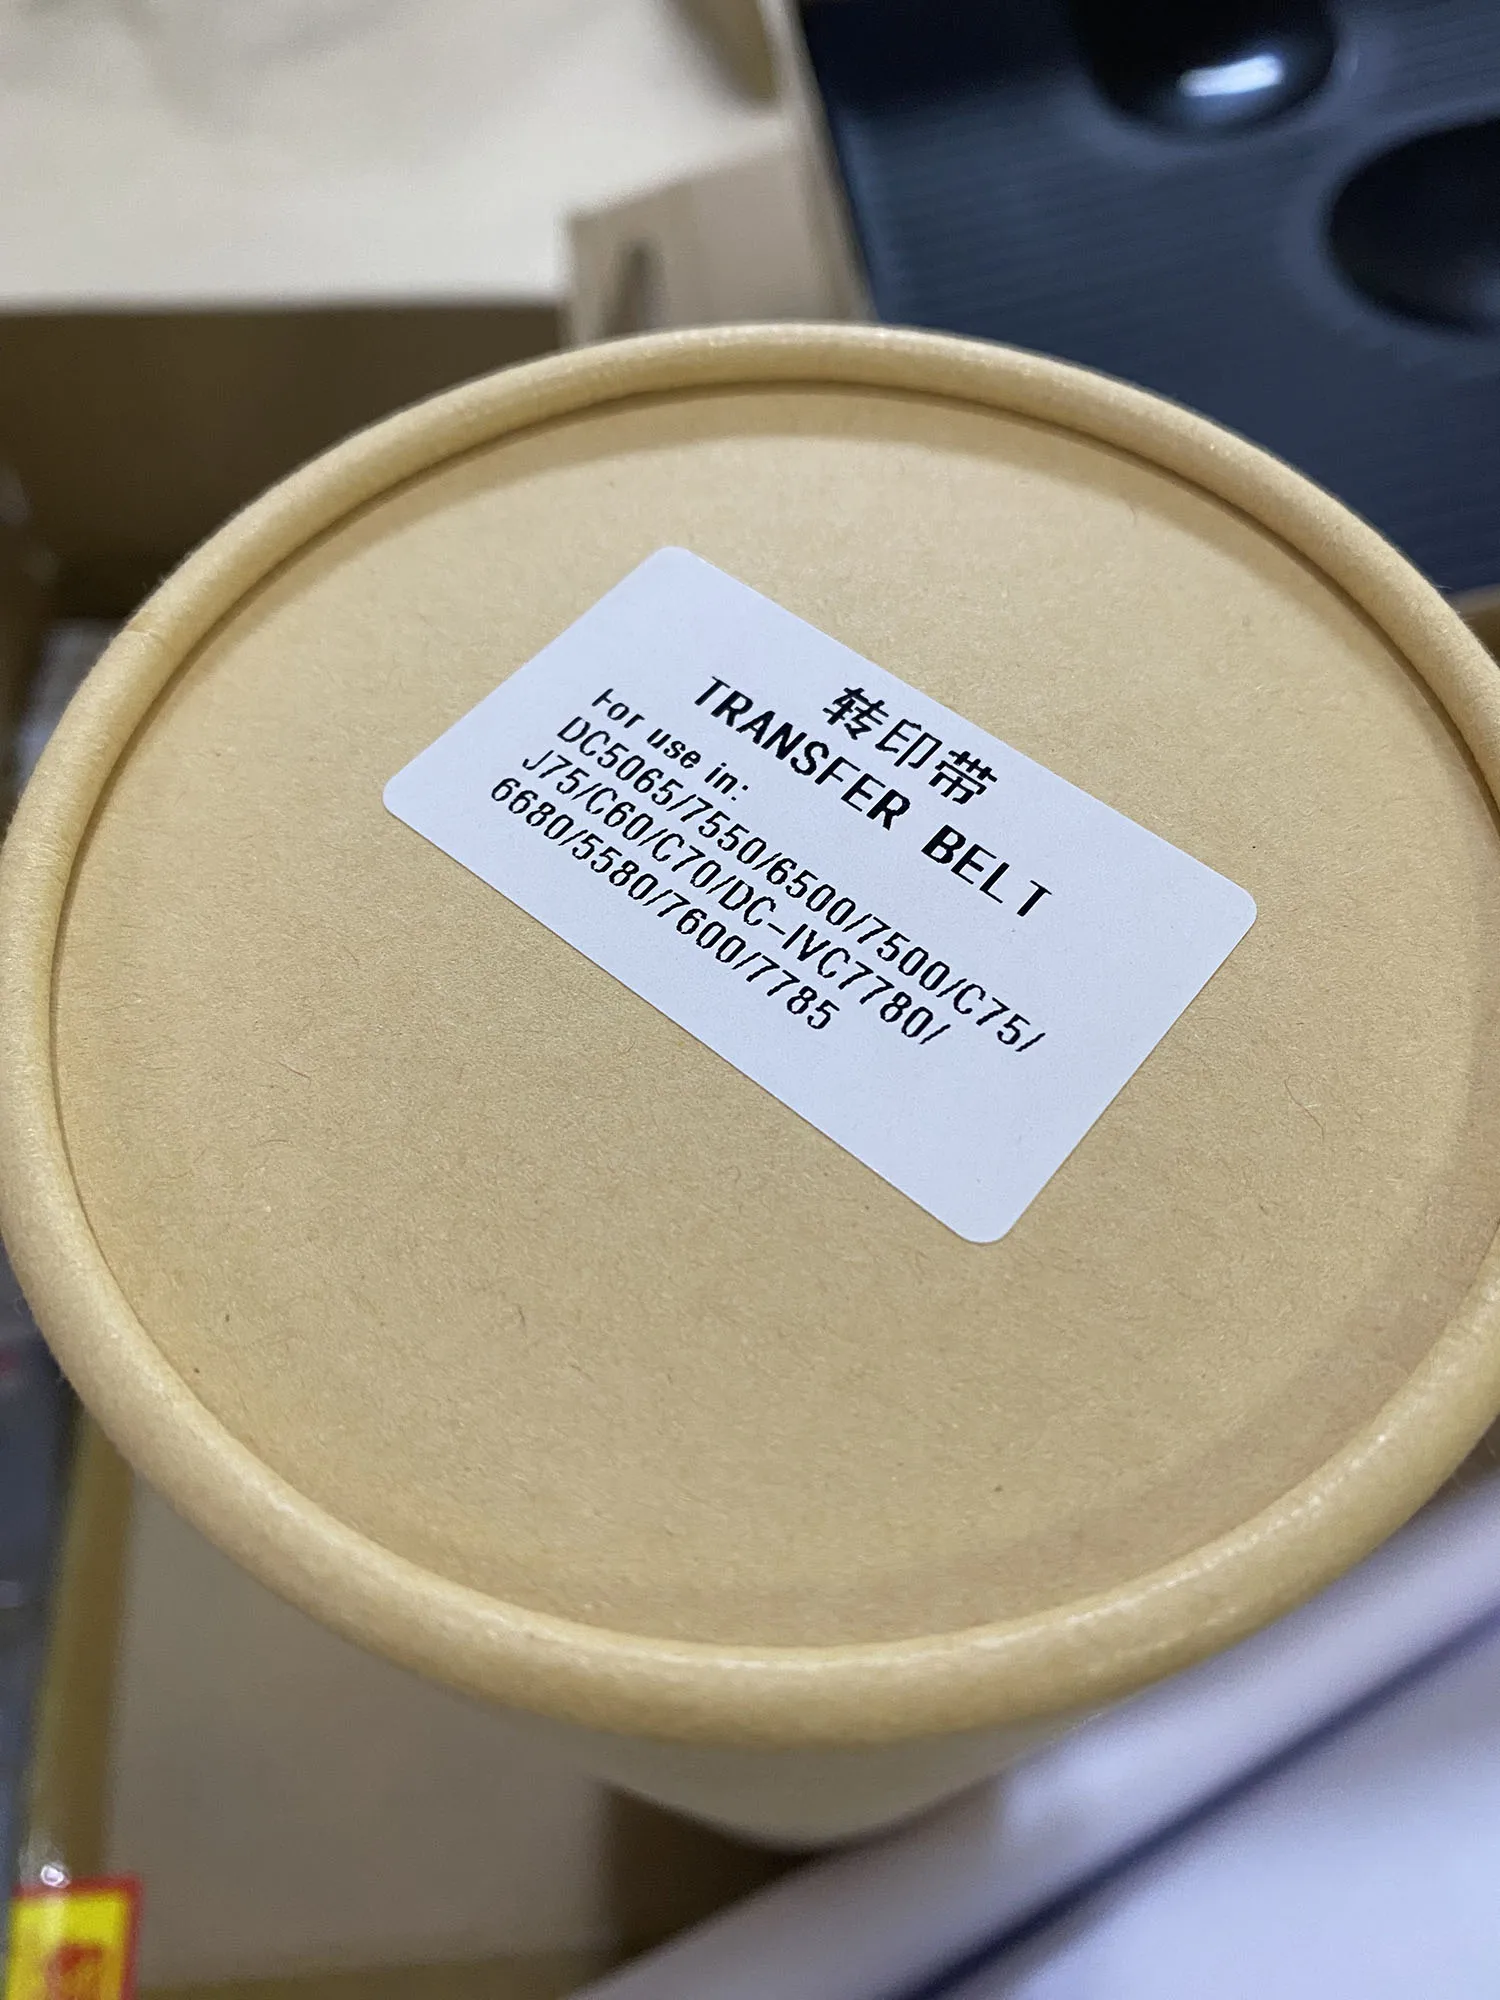 转印带
TRANSFER BELT
For use in:
DC5065/7550/6500/7500/C75/
J75/C60/C70/DC-IVC7780/
6680/5580/7600/7785